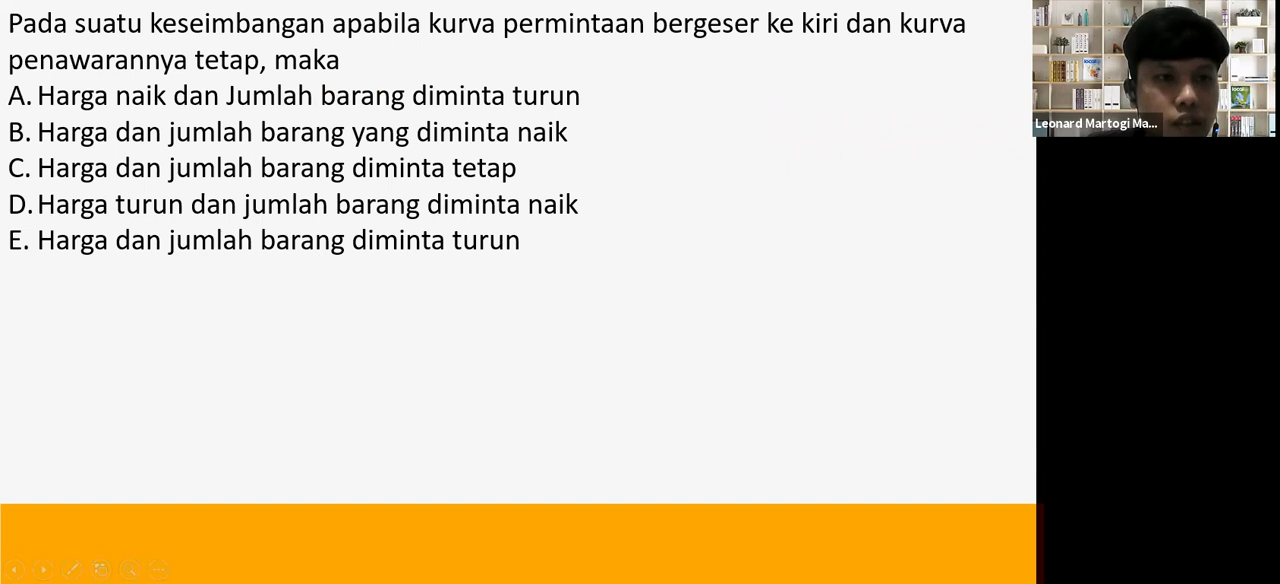 Pada suatu keseimbangan apabila kurva permintaan bergeser ke kiri dan kurva
penawarannya tetap, maka
A. Harga naik dan Jumlah barang diminta turun
B. Harga dan jumlah barang yang diminta naik
C. Harga dan jumlah barang diminta tetap
D. Harga turun dan jumlah barang diminta naik
E. Harga dan jumlah barang diminta turun
Leonard Martogi Ma...